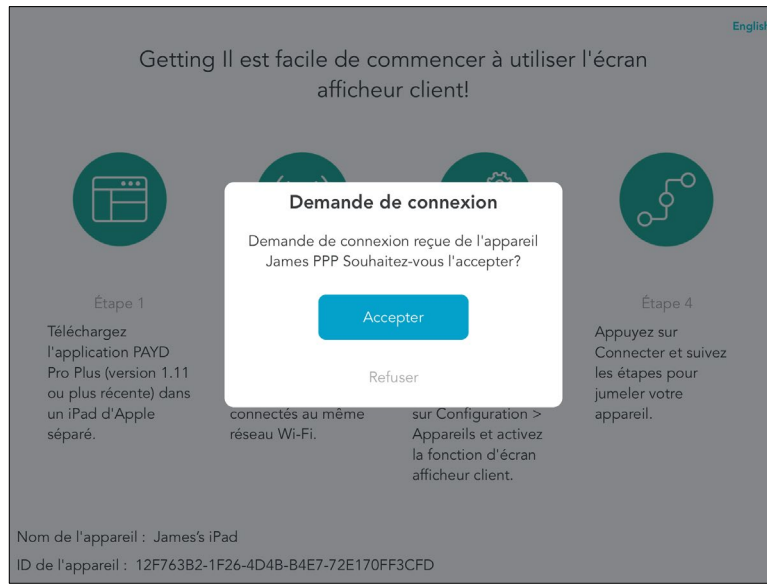 English
Getting Il est facile de commencer à utiliser l'écran
afficheur client!
Demande de connexion
Demande de connexion reçue de l'appareil
James PPP Souhaitez-vous l'accepter?
Accepter
Refuser
Étape 1
Téléchargez
l'application PAYD
Pro Plus (version 1.11
ou plus récente) dans
un iPad d'Apple
séparé.
connectés au même
réseau Wi-Fi.
sur Configuration >
Appareils et activez
la fonction d'écran
afficheur client.
Étape 4
Appuyez sur
Connecter et suivez
les étapes pour
jumeler votre
appareil.
Nom de l'appareil : James's iPad
ID de l'appareil : 12F763B2-1F26-4D4B-B4E7-72E170FF3CFD